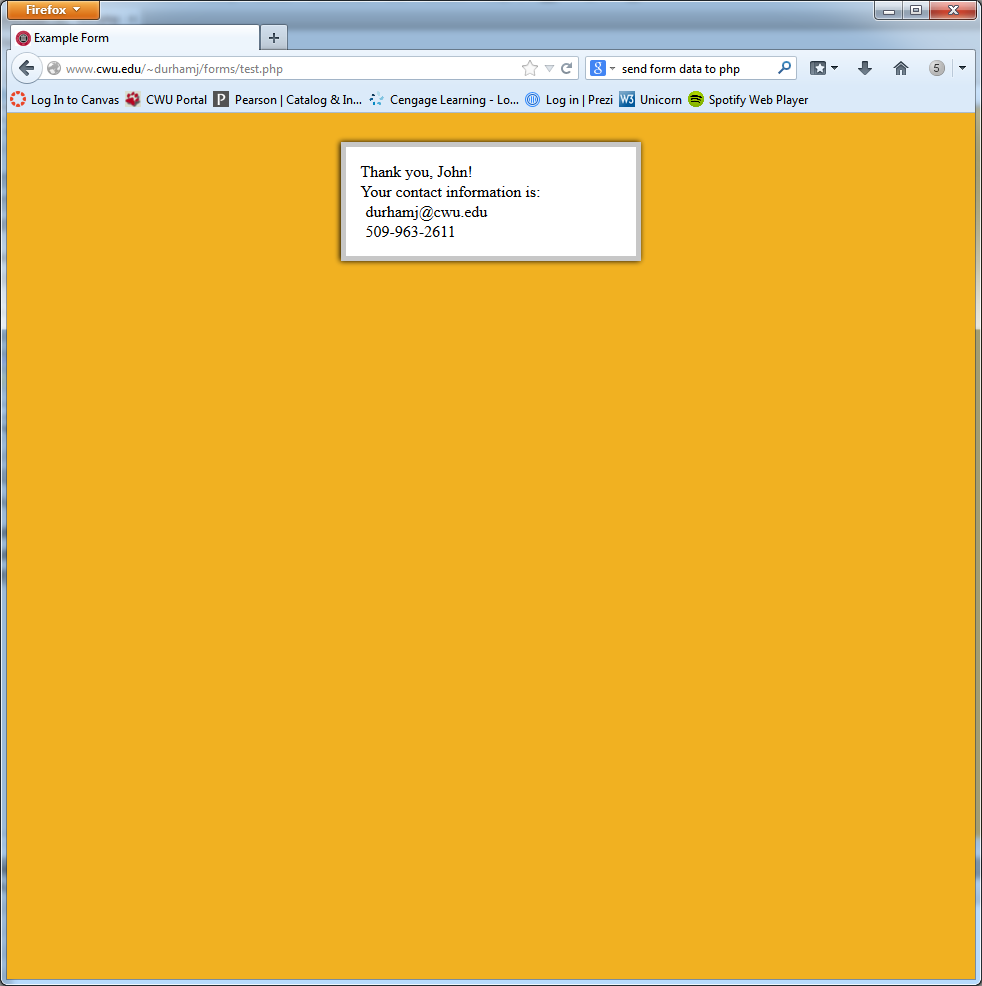 Firefox
Example Form
www.cwu.edu/~durhamj/forms/test.php
8 send form data to php
5
Log In to Canvas CWU Portal P Pearson | Catalog & In... Cengage Learning - Lo... Log in | Prezi W3 Unicorn Spotify Web Player
Thank you, John!
Your contact information is:
durhamj@cwu.edu
509-963-2611